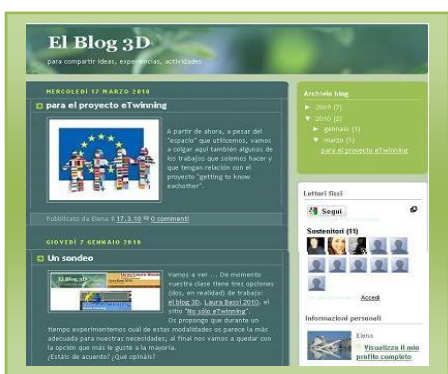 El Blog 3D
para compartir ideas, experiencias, actividades
MERCOLEDÌ 17 MARZO 2010
para el proyecto eTwinning
A partir de ahora, a pesar del
"espacio" que utilicemos, vamos
a colgar aquí también algunos de
los trabajos que solemos hacer y
que tengan relación con el
proyecto "getting to know
eachother".
Pubblicato da Elena a 17.3.10 0 commenti
GIOVEDÌ 7 GENNAIO 2010
Un sondeo
Vamos a ver ... De momento
vuestra clase tiene tres opciones
(dos, en realidad) de trabajo:
el blog 3D, Laura Bassi 2010, el
sitio "No sólo eTwinning".
Os propongo que durante un
tiempo experimentemos cuál de estas modalidades os parece la más
adecuada para nuestras necesidades; al final nos vamos a quedar con
la opción que más le guste a la mayoría.
¿Estáis de acuerdo? ¿Qué opináis?
Archivio blog
► 2009 (7)
▼ 2010 (2)
► gennaio (1)
▼ marzo (1)
para el proyecto eTwinning
Lettori fissi
Segui
Sostenitori (11)
Accedi
Informazioni personali
Elena
Visualizza il mio
profilo completo